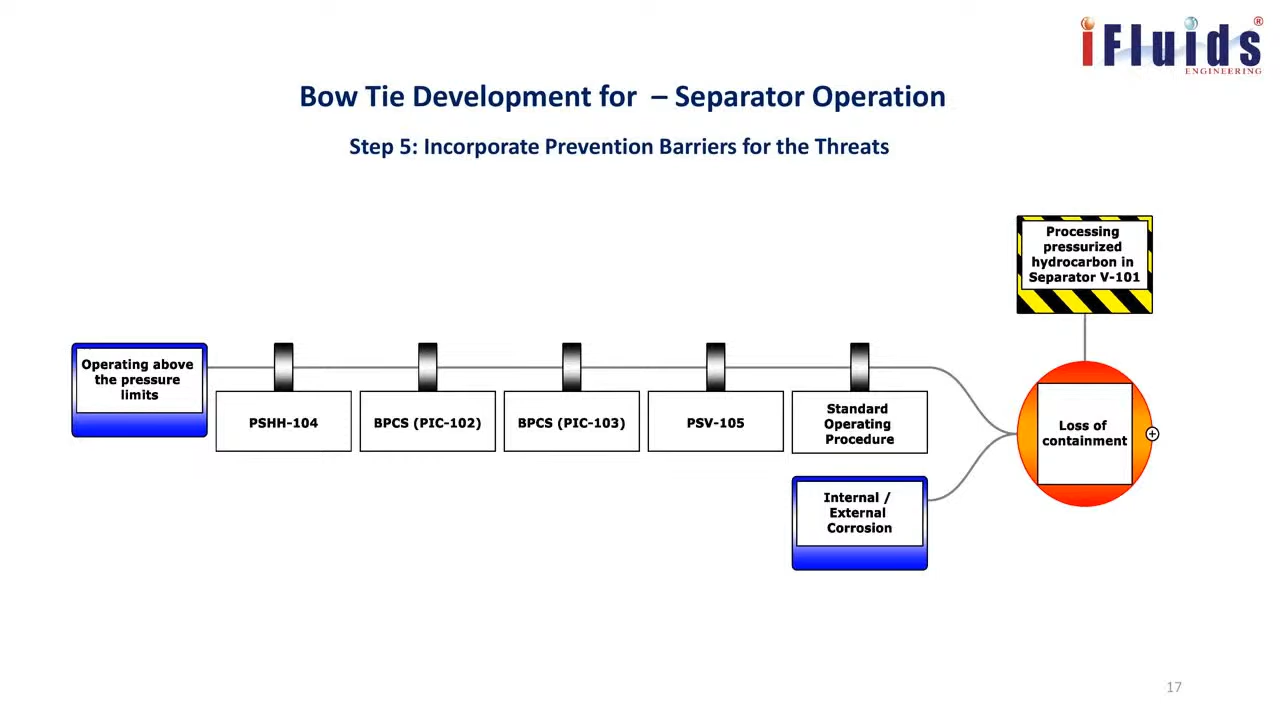 iFluids®
ENGINEERING
Bow Tie Development for – Separator Operation
Step 5: Incorporate Prevention Barriers for the Threats
Processing
pressurized
hydrocarbon in
Separator V-101
Operating above
the pressure
limits
PSHH-104
BPCS (PIC-102)
BPCS (PIC-103)
PSV-105
Standard
Operating
Procedure
Loss of
containment
Internal /
External
Corrosion
17